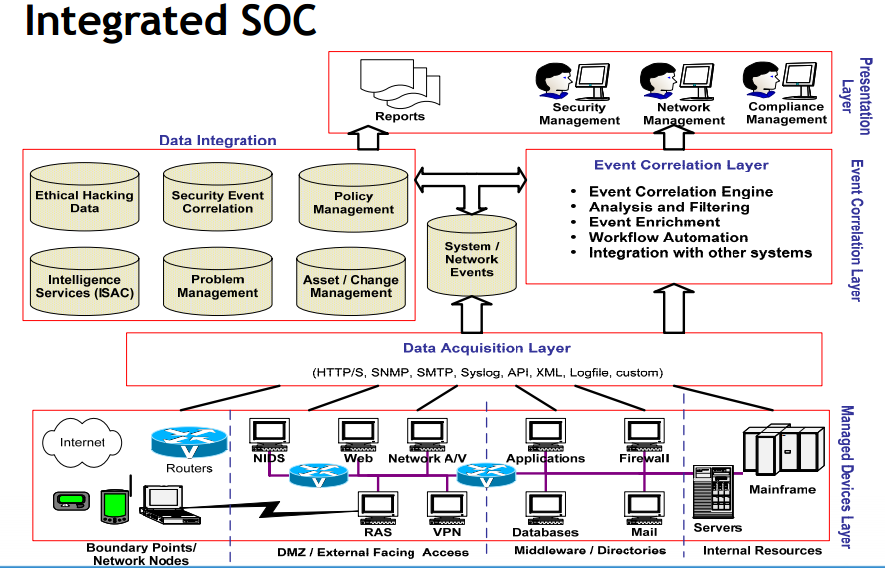 Integrated SOC
Reports
Security
Management
Network
Management
Compliance
Management
Presentation
Layer
Data Integration
Ethical Hacking
Data
Security Event
Correlation
Policy
Management
Intelligence
Services (ISAC)
Problem
Management
Asset / Change
Management
System /
Network
Events
Event Correlation Layer
• Event Correlation Engine
• Analysis and Filtering
• Event Enrichment
• Workflow Automation
• Integration with other systems
Event Correlation Layer
Data Acquisition Layer
(HTTP/S, SNMP, SMTP, Syslog, API, XML, Logfile, custom)
Internet
Routers
NIDS
Web
Network A/V
Applications
Firewall
Mainframe
RAS
VPN
Databases
Mail
Servers
Boundary Points/
Network Nodes
DMZ / External Facing Access
Middleware / Directories
Internal Resources
Managed Devices Layer